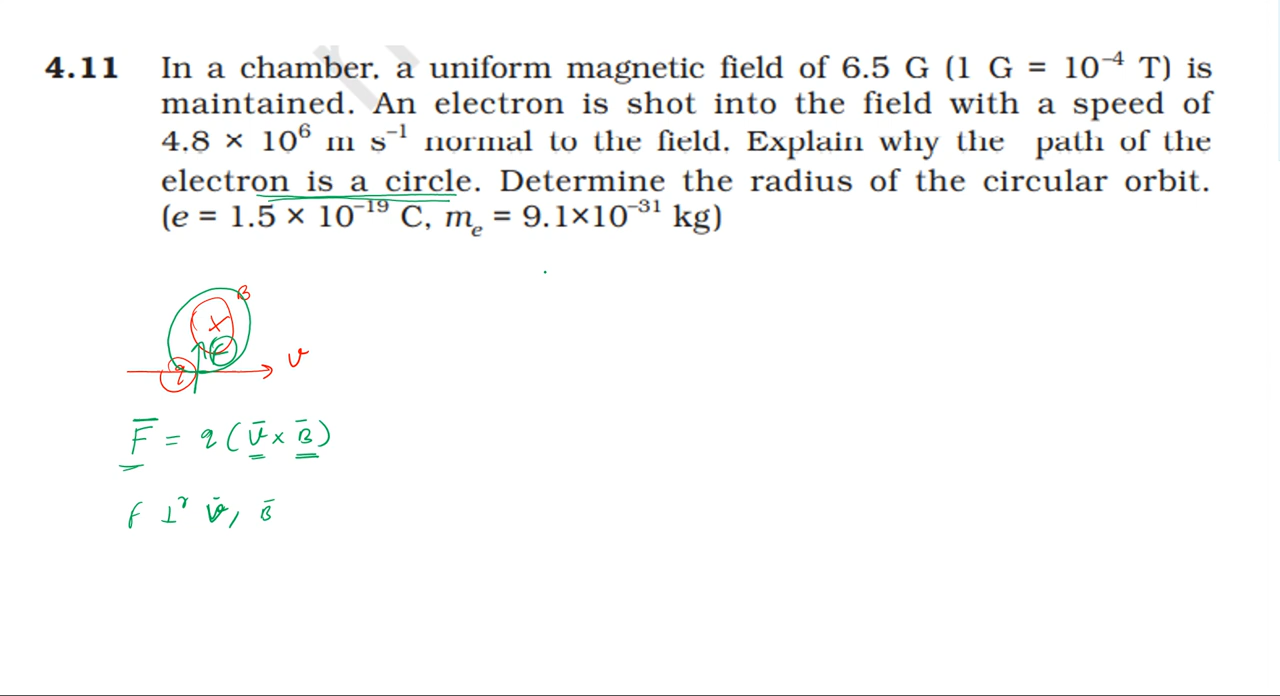 4.11 In a chamber, a uniform magnetic field of 6.5 G (1 G = 10⁻⁴ T) is
maintained. An electron is shot into the field with a speed of
4.8 × 10⁶ m s⁻¹ normal to the field. Explain why the path of the
electron is a circle. Determine the radius of the circular orbit.
(e = 1.5 × 10⁻¹⁹ C, mₑ = 9.1×10⁻³¹ kg)
B
×
F
q
v
F̅ = q (v̅ × B̅)
F ⊥ʳ v̅, B̅